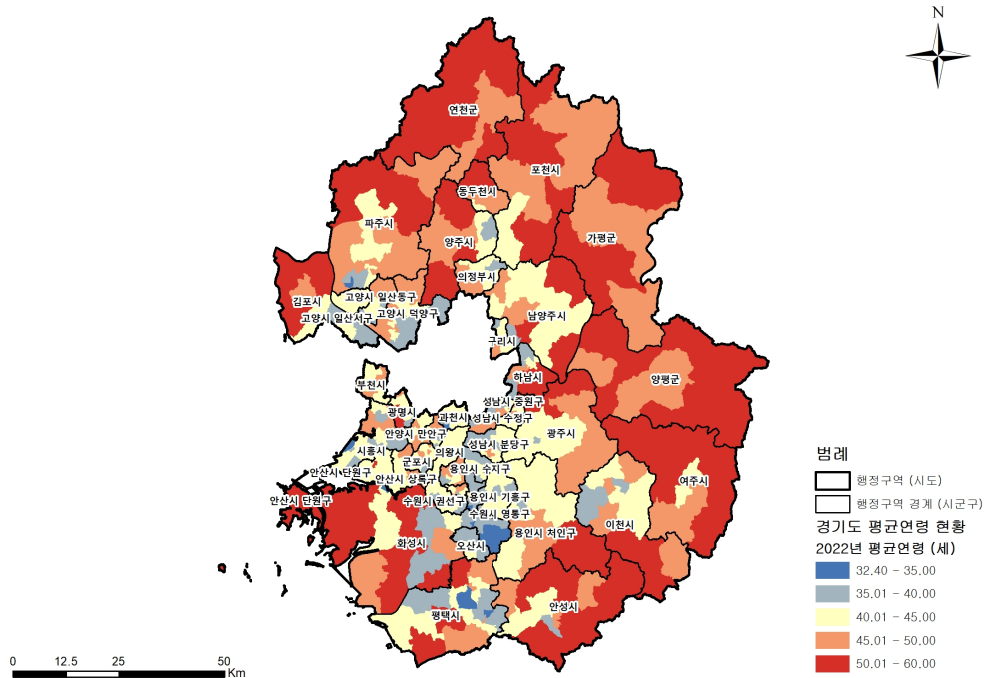 N
연천군
포천시
동두천시
파주시
가평군
양주시
의정부시
김포시
고양시 일산동구
고양시 일산서구
고양시 덕양구
남양주시
구리시
하남시
양평군
부천시
성남시 중원구
광명시
과천시
성남시 수정구
안양시 만안구
광주시
시흥시
의왕시
성남시 분당구
군포시
안산시 단원구
용인시 수지구
안산시 상록구
여주시
안산시 단원구
수원시 권선구
용인시 기흥구
수원시 영통구
이천시
화성시
오산시
용인시 처인구
평택시
안성시
범례
행정구역 (시도)
행정구역 경계 (시군구)
경기도 평균연령 현황
2022년 평균연령 (세)
32.40 - 35.00
35.01 - 40.00
40.01 - 45.00
45.01 - 50.00
50.01 - 60.00
0 12.5 25 50
Km